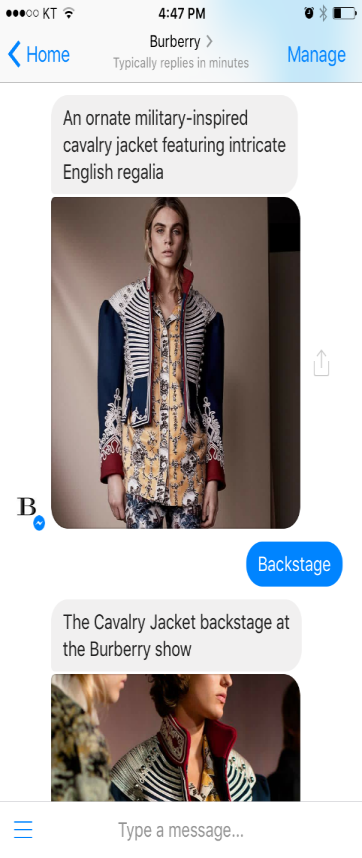 KT 4:47 PM
Home
Burberry
Manage
Typically replies in minutes
An ornate military-inspired
cavalry jacket featuring intricate
English regalia
B
Backstage
The Cavalry Jacket backstage at
the Burberry show
Type a message...